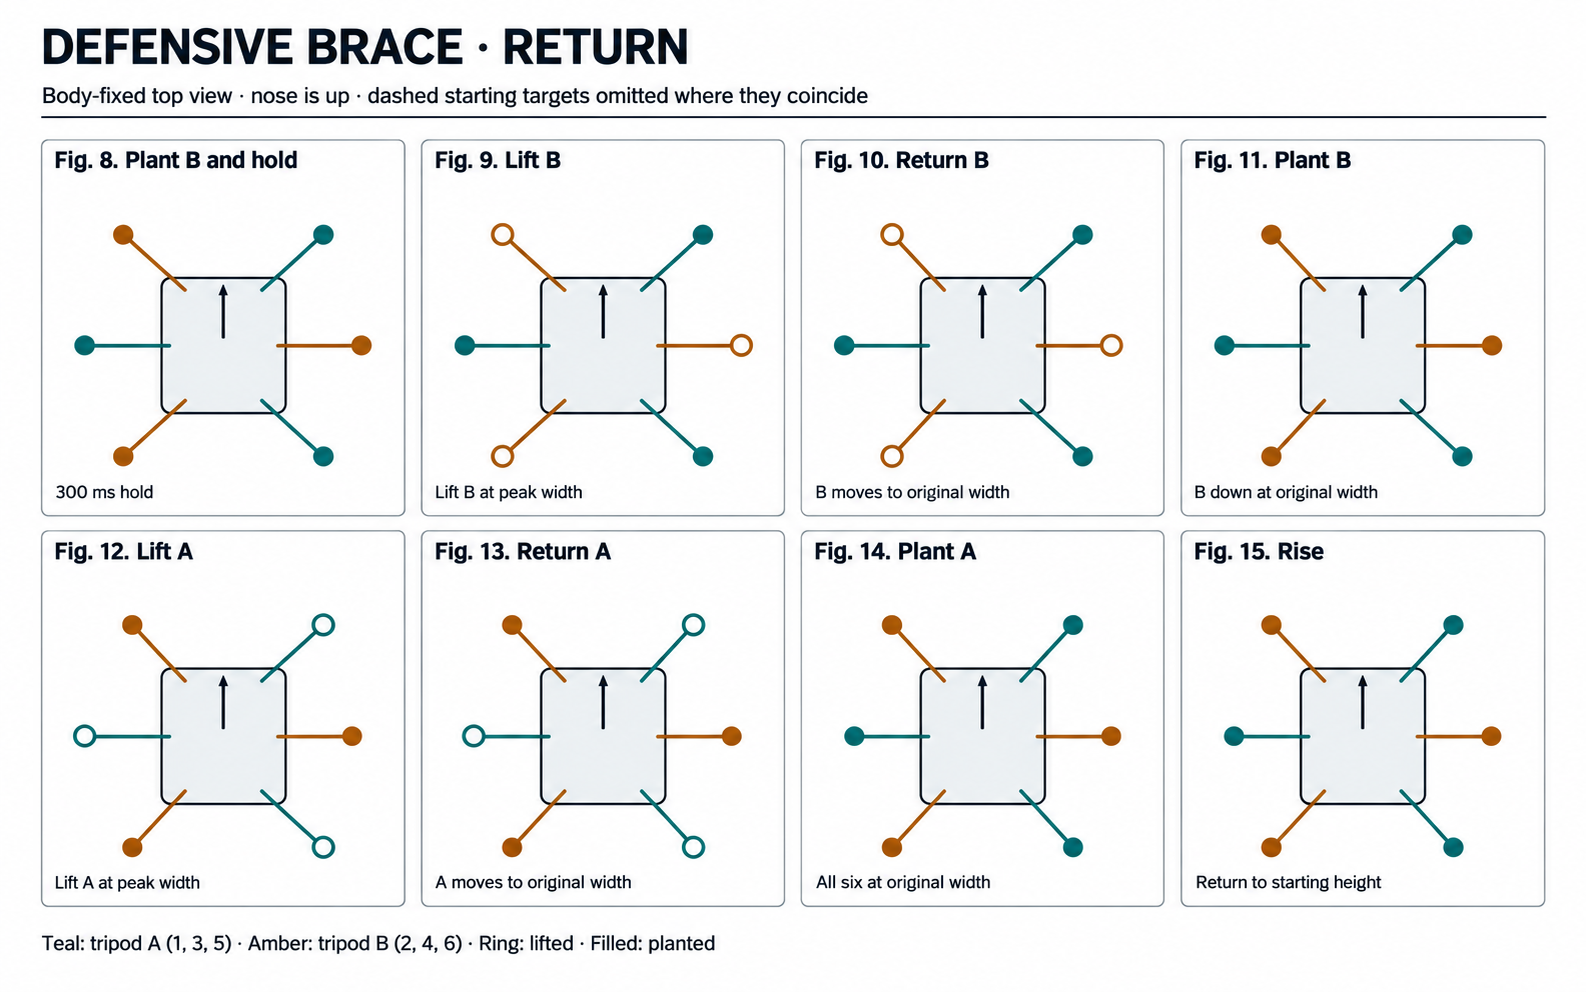 DEFENSIVE BRACE · RETURN
Body-fixed top view · nose is up · dashed starting targets omitted where they coincide
Fig. 8. Plant B and hold
300 ms hold
Fig. 9. Lift B
Lift B at peak width
Fig. 10. Return B
B moves to original width
Fig. 11. Plant B
B down at original width
Fig. 12. Lift A
Lift A at peak width
Fig. 13. Return A
A moves to original width
Fig. 14. Plant A
All six at original width
Fig. 15. Rise
Return to starting height
Teal: tripod A (1, 3, 5) · Amber: tripod B (2, 4, 6) · Ring: lifted · Filled: planted